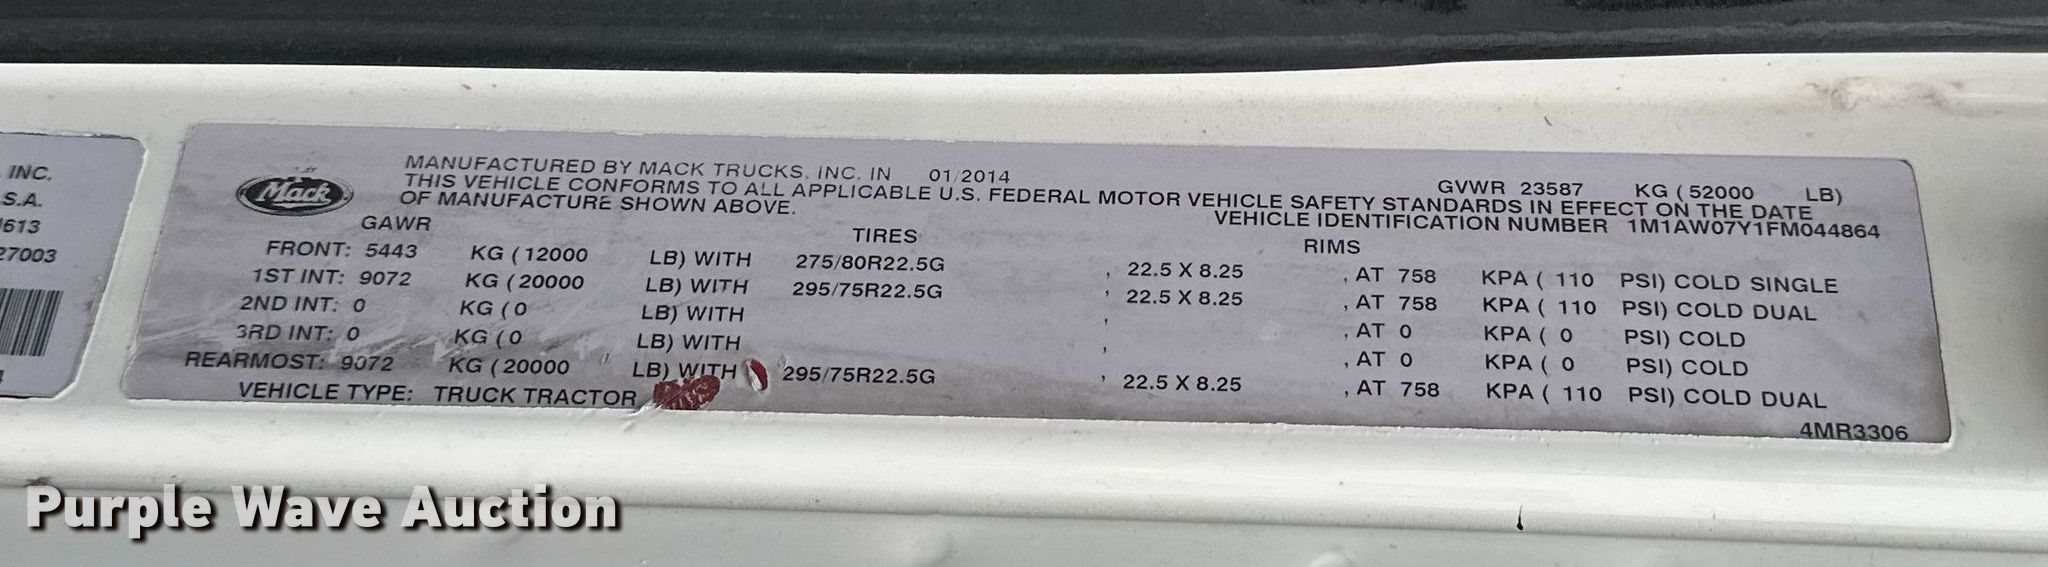 INC.
S.A.
1613
27003
Mack
MANUFACTURED BY MACK TRUCKS, INC. IN 01/2014 GVWR 23587 KG ( 52000 LB)
THIS VEHICLE CONFORMS TO ALL APPLICABLE U.S. FEDERAL MOTOR VEHICLE SAFETY STANDARDS IN EFFECT ON THE DATE
OF MANUFACTURE SHOWN ABOVE. VEHICLE IDENTIFICATION NUMBER 1M1AW07Y1FM044864
GAWR TIRES RIMS
FRONT: 5443 KG ( 12000 LB) WITH 275/80R22.5G , 22.5 X 8.25 , AT 758 KPA ( 110 PSI) COLD SINGLE
1ST INT: 9072 KG ( 20000 LB) WITH 295/75R22.5G , 22.5 X 8.25 , AT 758 KPA ( 110 PSI) COLD DUAL
2ND INT: 0 KG ( 0 LB) WITH , , AT 0 KPA ( 0 PSI) COLD
3RD INT: 0 KG ( 0 LB) WITH , , AT 0 KPA ( 0 PSI) COLD
REARMOST: 9072 KG ( 20000 LB) WITH 295/75R22.5G , 22.5 X 8.25 , AT 758 KPA ( 110 PSI) COLD DUAL
VEHICLE TYPE: TRUCK TRACTOR
4MR3306
Purple Wave Auction